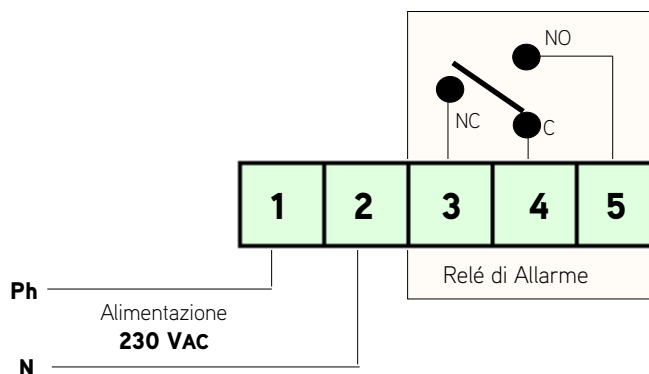 NO
NC
C
1 2 3 4 5
Relé di Allarme
Ph
Alimentazione
230 VAC
N